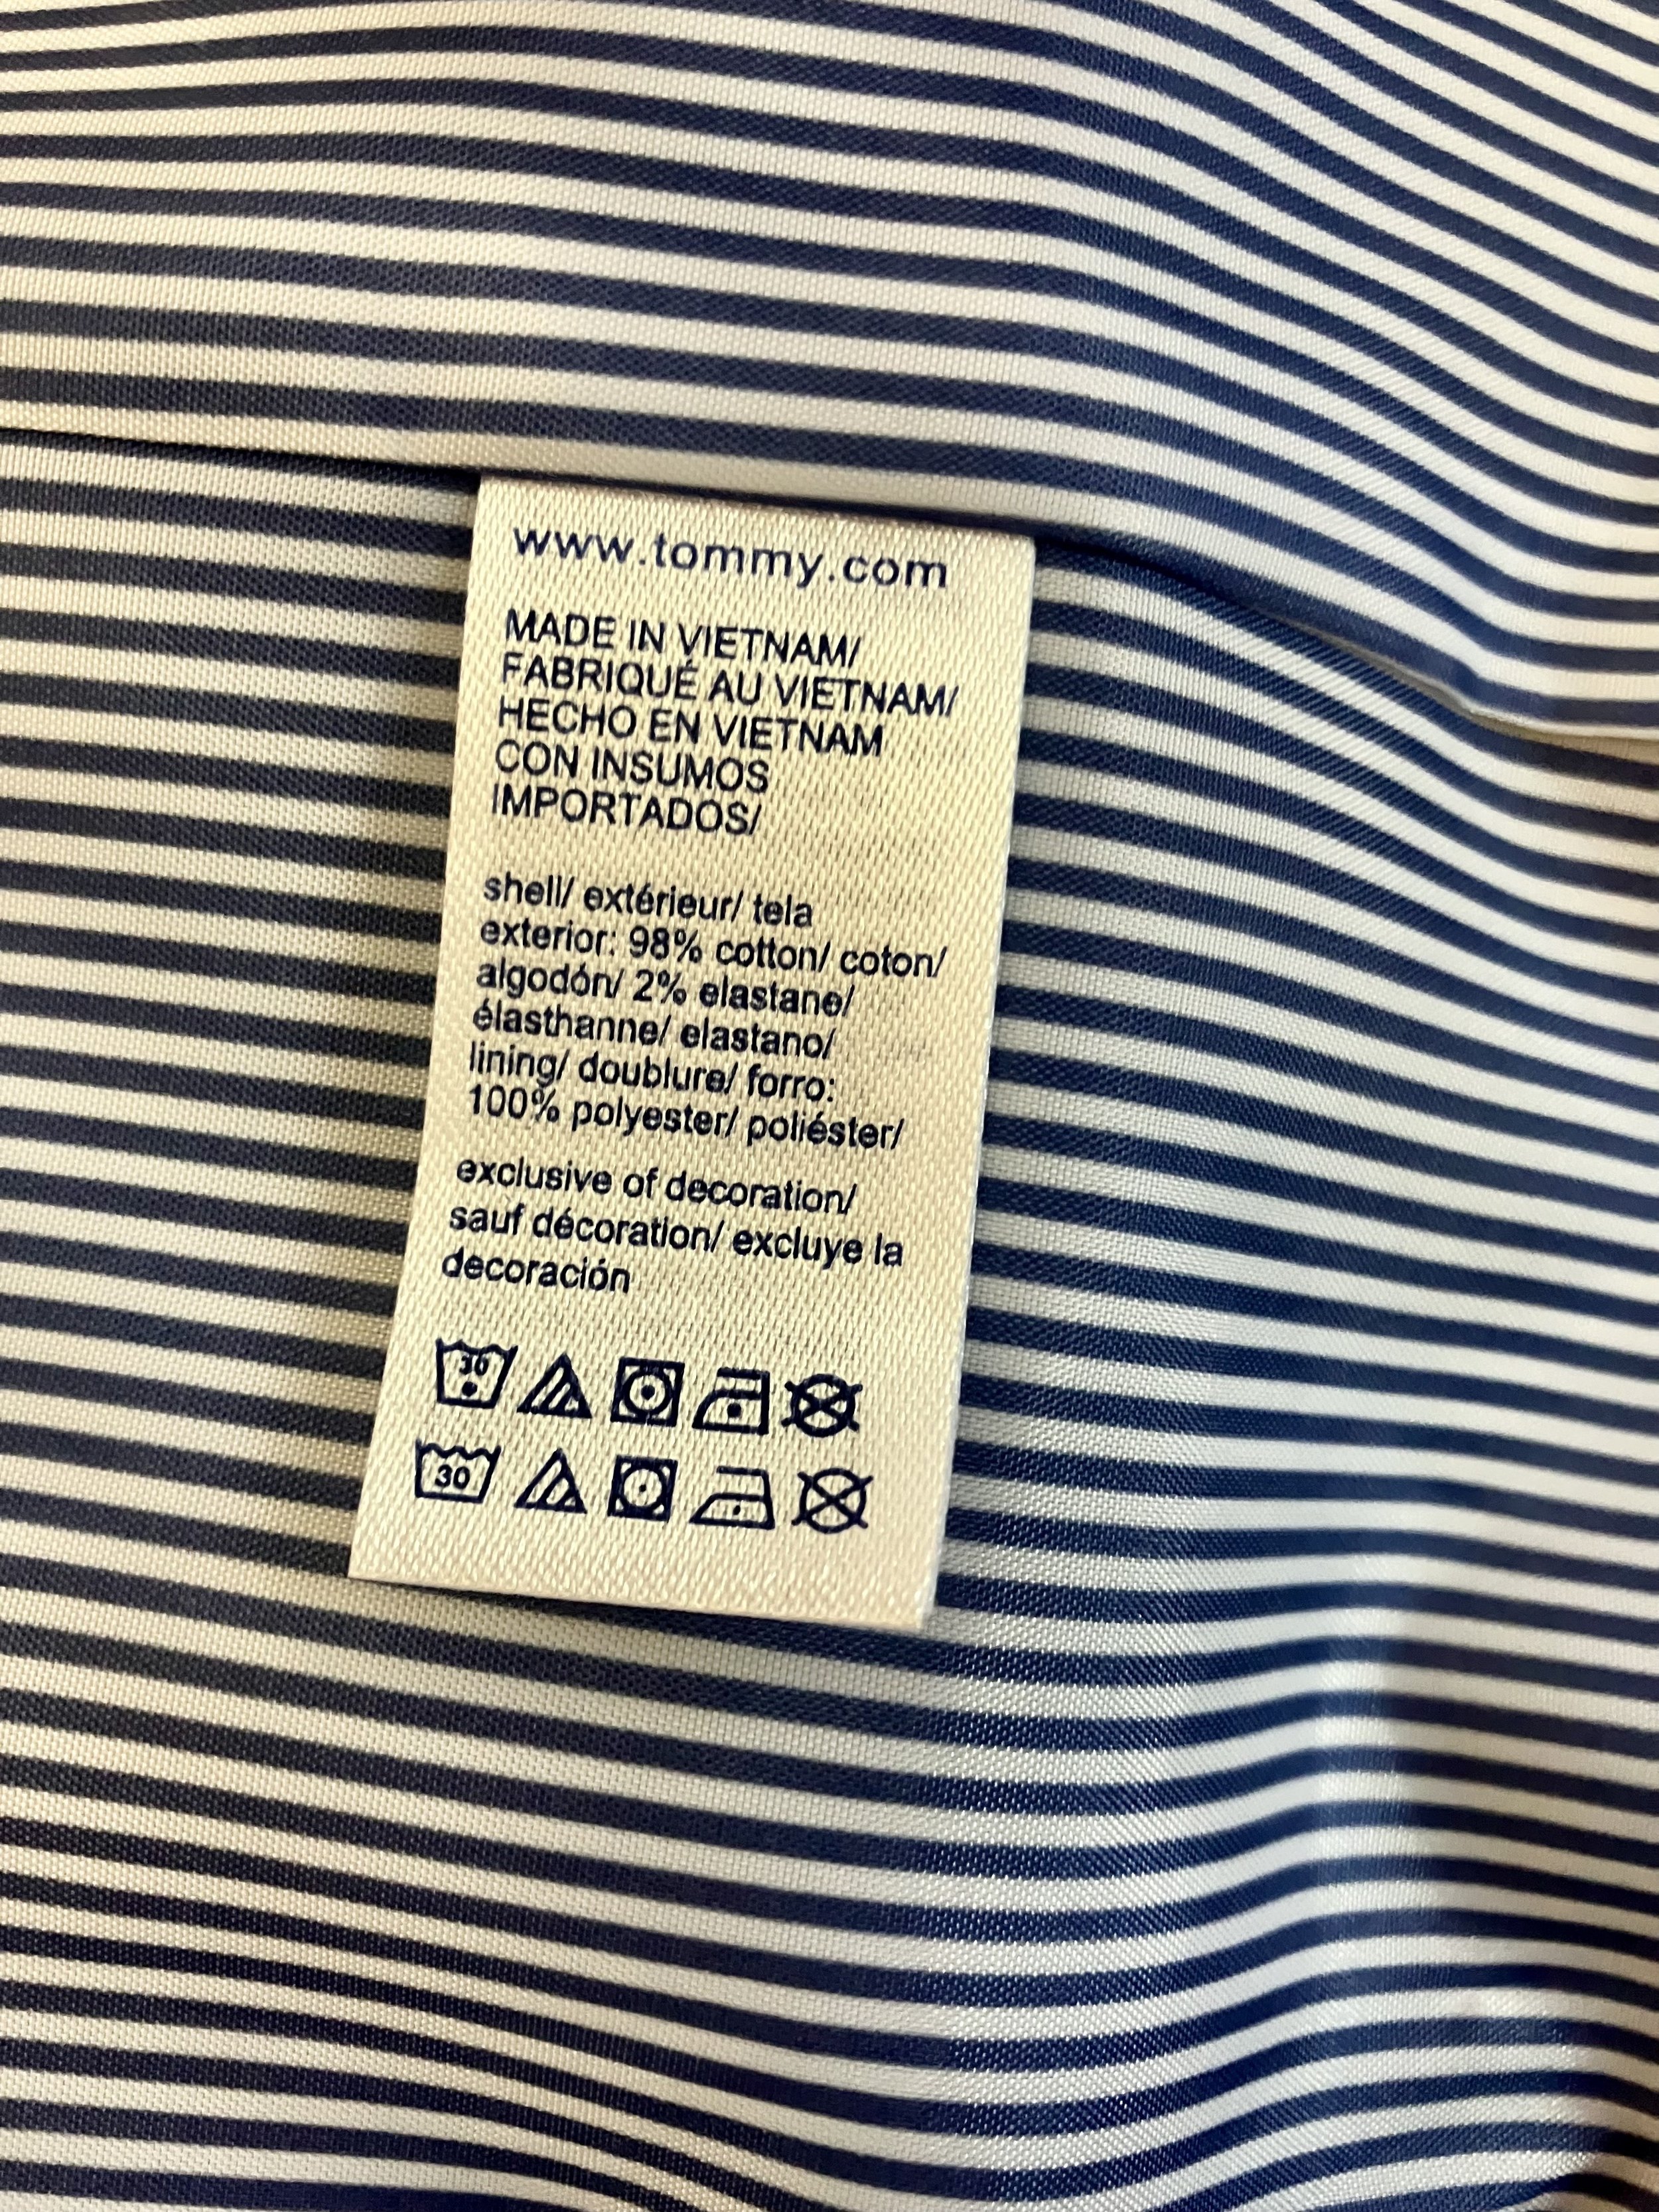 www.tommy.com
MADE IN VIETNAM/
FABRIQUÉ AU VIETNAM/
HECHO EN VIETNAM
CON INSUMOS
IMPORTADOS/
shell/ extérieur/ tela
exterior: 98% cotton/ coton/
algodón/ 2% elastane/
élasthanne/ elastano/
lining/ doublure/ forro:
100% polyester/ poliéster/
exclusive of decoration/
sauf décoration/ excluye la
decoración
30
30